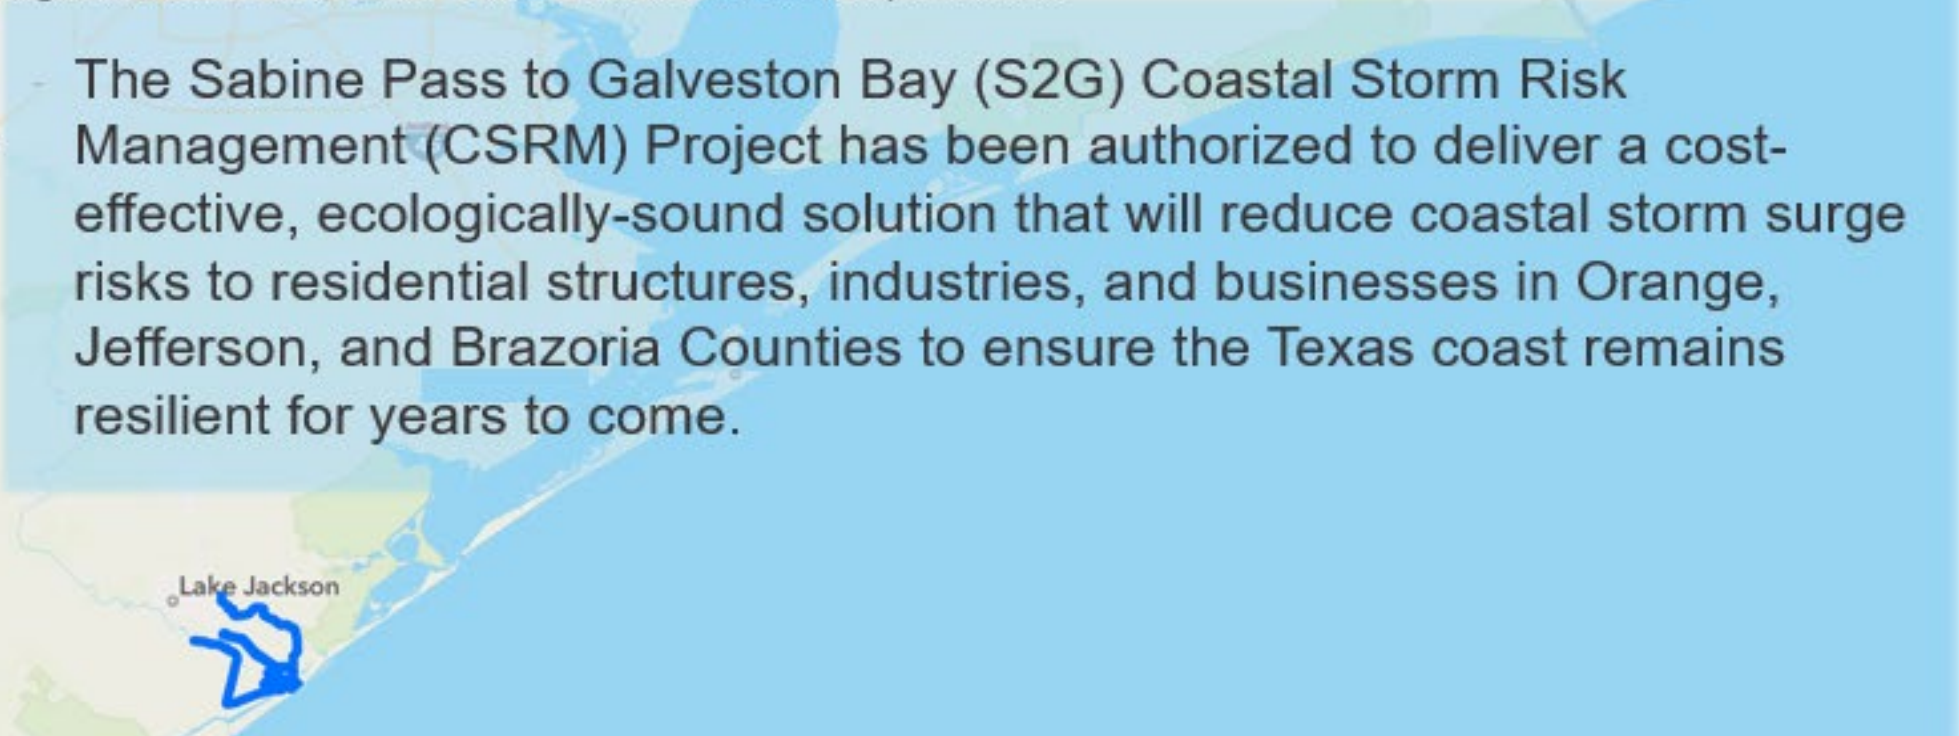 The Sabine Pass to Galveston Bay (S2G) Coastal Storm Risk
Management (CSRM) Project has been authorized to deliver a cost-
effective, ecologically-sound solution that will reduce coastal storm surge
risks to residential structures, industries, and businesses in Orange,
Jefferson, and Brazoria Counties to ensure the Texas coast remains
resilient for years to come.
Lake Jackson